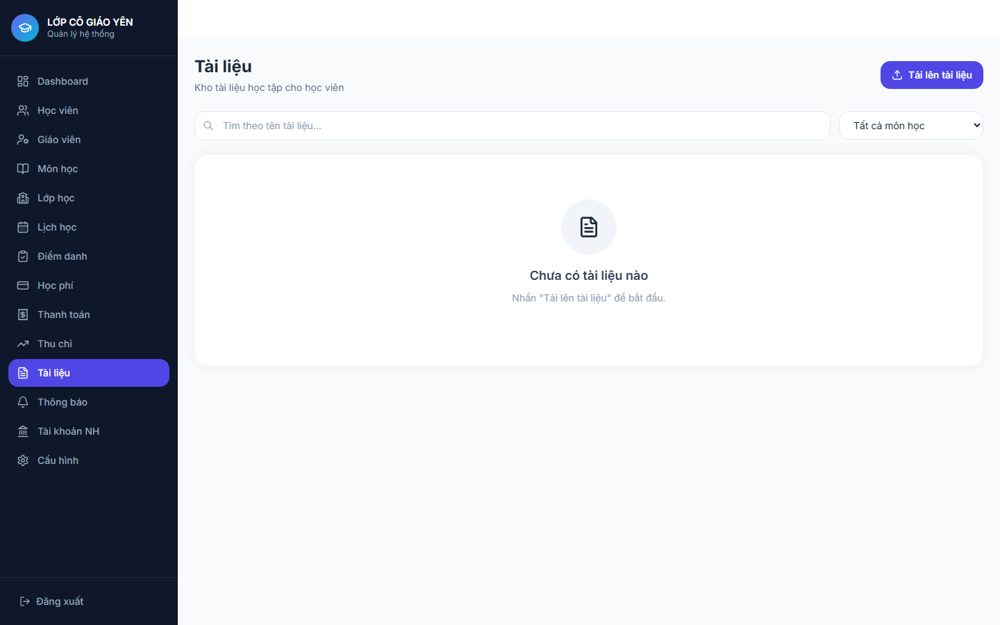 LỚP CÔ GIÁO YÊN
Quản lý hệ thống
Dashboard
Học viên
Giáo viên
Môn học
Lớp học
Lịch học
Điểm danh
Học phí
Thanh toán
Thu chi
Tài liệu
Thông báo
Tài khoản NH
Cấu hình
Đăng xuất
Tài liệu
Kho tài liệu học tập cho học viên
Tải lên tài liệu
Tìm theo tên tài liệu...
Tất cả môn học
Chưa có tài liệu nào
Nhấn "Tải lên tài liệu" để bắt đầu.